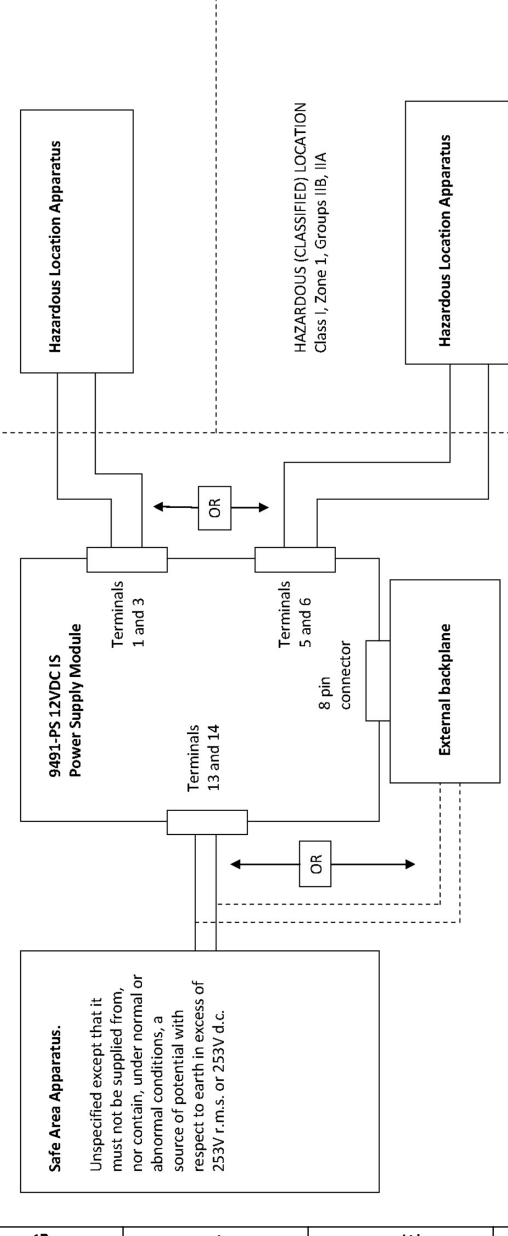 Safe Area Apparatus.
Unspecified except that it
must not be supplied from,
nor contain, under normal or
abnormal conditions, a
source of potential with
respect to earth in excess of
253V r.m.s. or 253V d.c.
OR
9491-PS 12VDC IS
Power Supply Module
Terminals
13 and 14
Terminals
1 and 3
Terminals
5 and 6
8 pin
connector
External backplane
OR
Hazardous Location Apparatus
HAZARDOUS (CLASSIFIED) LOCATION
Class I, Zone 1, Groups IIB, IIA
Hazardous Location Apparatus